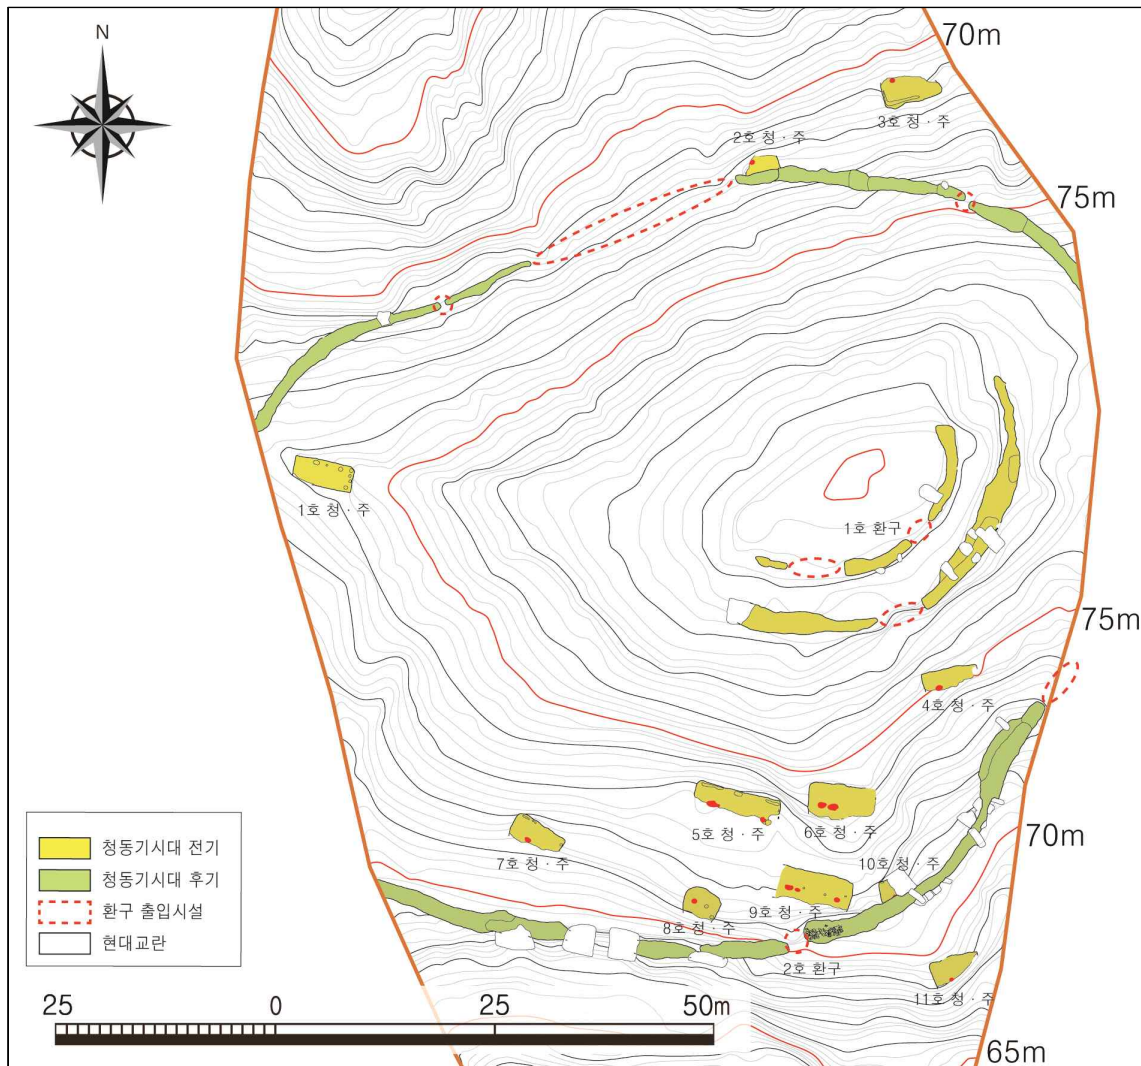 N
70m
3호 청·주
2호 청·주
75m
1호 청·주
1호 환구
75m
4호 청·주
5호 청·주
6호 청·주
70m
7호 청·주
10호 청·주
9호 청·주
8호 청·주
2호 환구
11호 청·주
65m
청동기시대 전기
청동기시대 후기
환구 출입시설
현대교란
25 0 25 50m